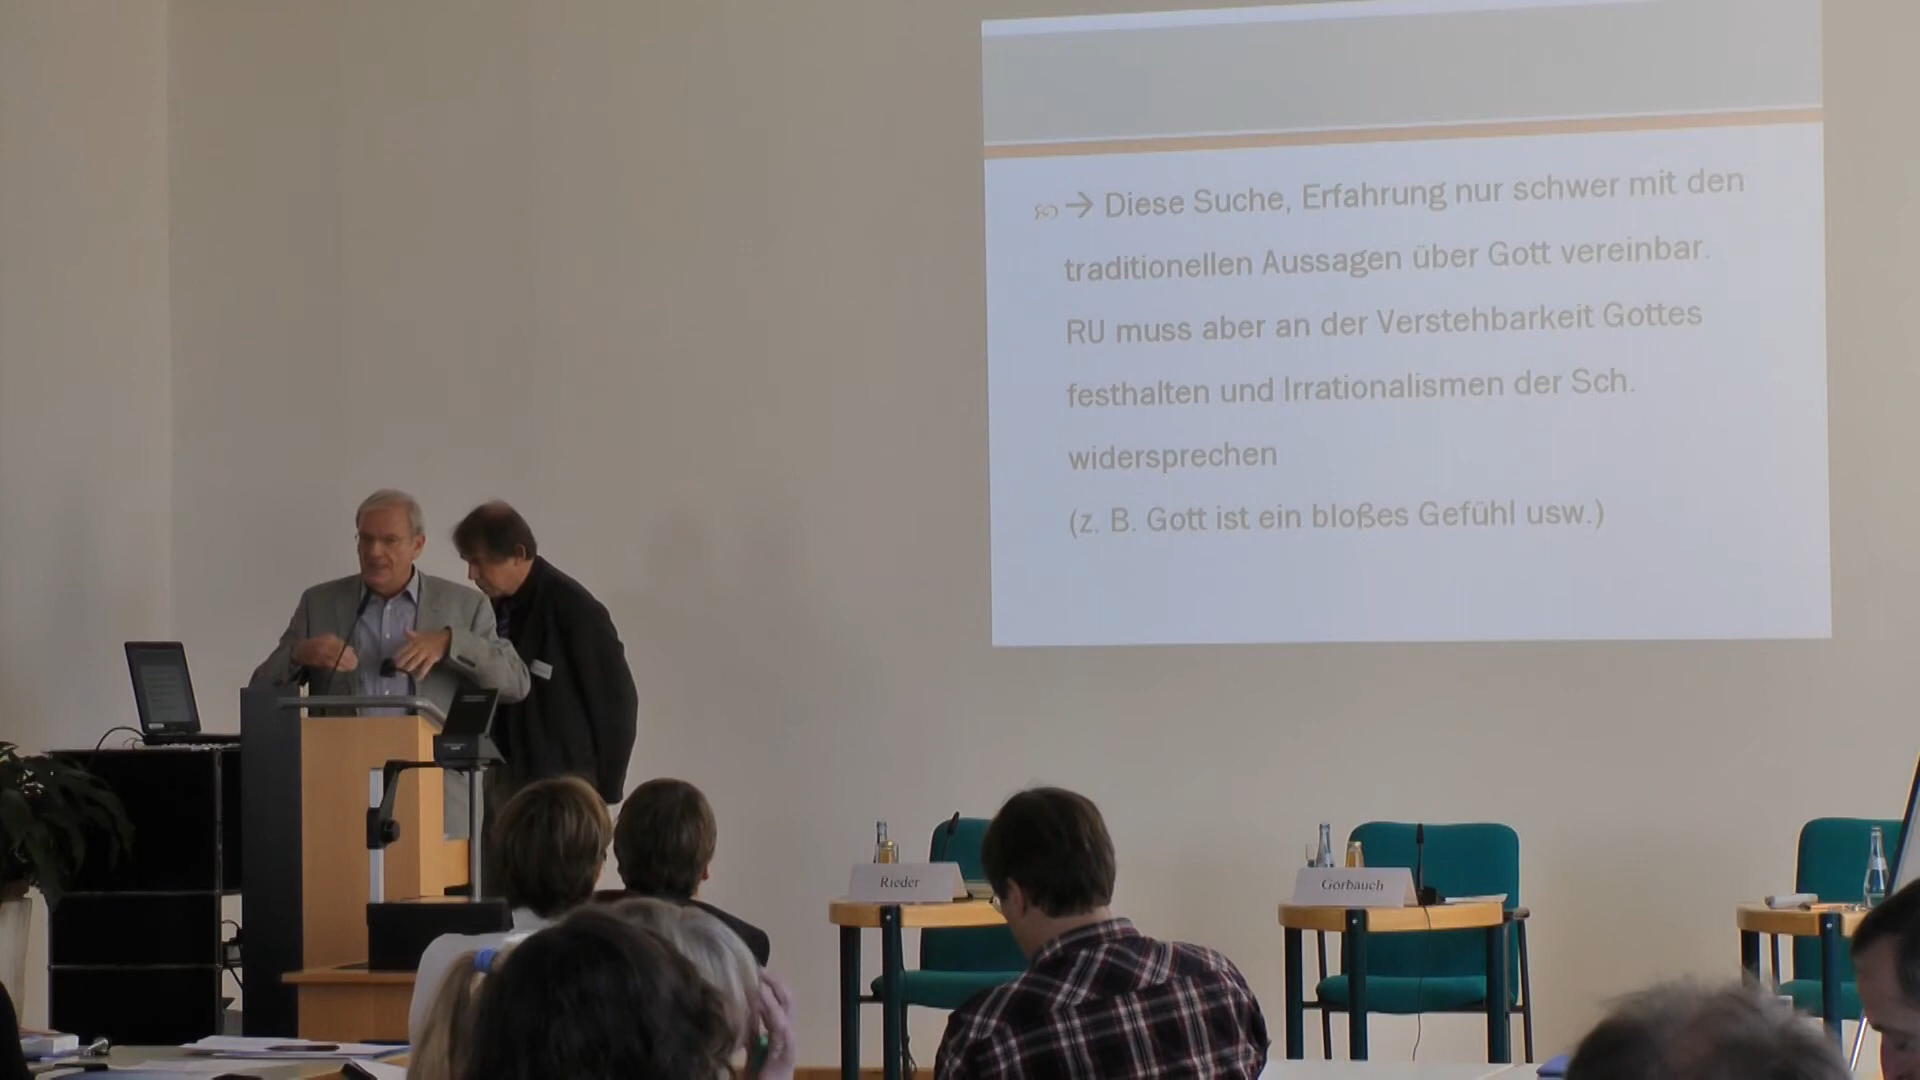 → Diese Suche, Erfahrung nur schwer mit den
traditionellen Aussagen über Gott vereinbar.
RU muss aber an der Verstehbarkeit Gottes
festhalten und Irrationalismen der Sch.
widersprechen
(z. B. Gott ist ein bloßes Gefühl usw.)
Rieder
Gorbauch